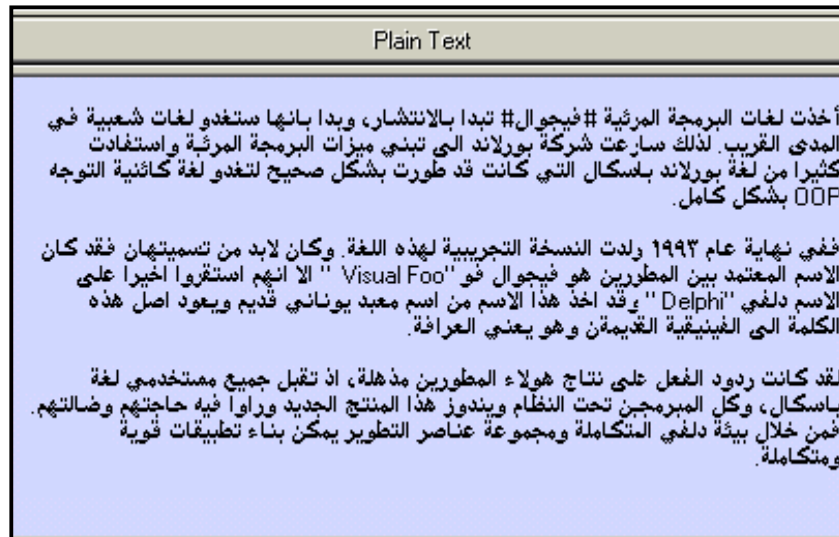 Plain Text
أخذت لغات البرمجة المرئية #فيجوال# تبدا بالانتشار، وبدا بانها ستغدو لغات شعبية في
المدى القريب. لذلك سارعت شركة بورلاند الى تبني ميزات البرمجة المرئية واستفادت
كثيرا من لغة بورلاند باسكال التي كانت قد طورت بشكل صحيح لتغدو لغة كائنية التوجه
OOP بشكل كامل.
ففي نهاية عام ١٩٩٣ ولدت النسخة التجريبية لهذه اللغة. وكان لابد من تسميتهان فقد كان
الاسم المعتمد بين المطورين هو فيجوال فو "Visual Foo " الا انهم استقروا اخيرا على
الاسم دلفي "Delphi " وقد اخذ هذا الاسم من اسم معبد يوناني قديم ويعود اصل هذه
الكلمة الى الفينيقية القديمةن وهو يعني العرافة.
لقد كانت ردود الفعل على نتاج هولاء المطورين مذهلة، اذ تقبل جميع مستخدمي لغة
باسكال، وكل المبرمجين تحت النظام ويندوز هذا المنتج الجديد وراوا فيه حاجتهم وضالتهم.
فمن خلال بيئة دلفي المتكاملة ومجموعة عناصر التطوير يمكن بناء تطبيقات قوية
ومتكاملة.